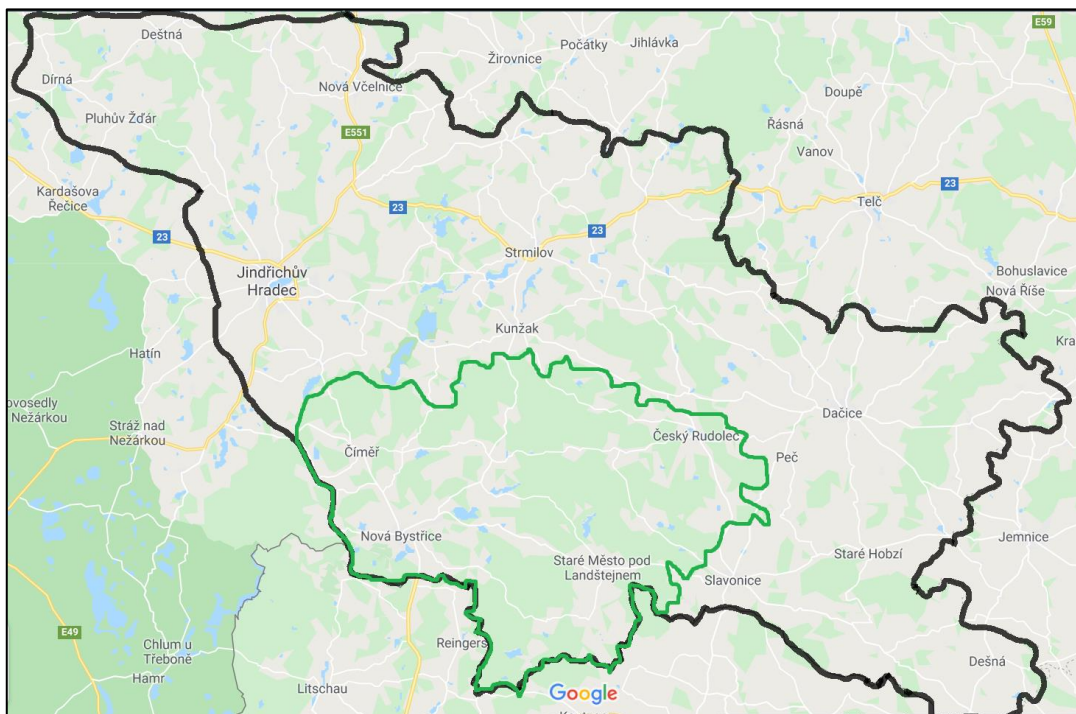 E59
Deštná
Počátky
Jihlávka
Žirovnice
Dírná
Nová Včelnice
Doupě
Pluhův Žďár
Řásná
E551
Vanov
Kardašova
Řečice
23
23
Telč
23
23
Strmilov
Jindřichův
Hradec
Bohuslavice
Nová Říše
Kunžak
Kra
Hatín
ovosedly
Nežárkou
Dačice
Stráž nad
Nežárkou
Český Rudolec
Číměř
Peč
Nová Bystřice
Jemnice
Staré Město pod
Landštejnem
Staré Hobzí
Slavonice
E49
Chlum u
Třeboně
Hamr
Reingers
Dešná
Litschau
Google